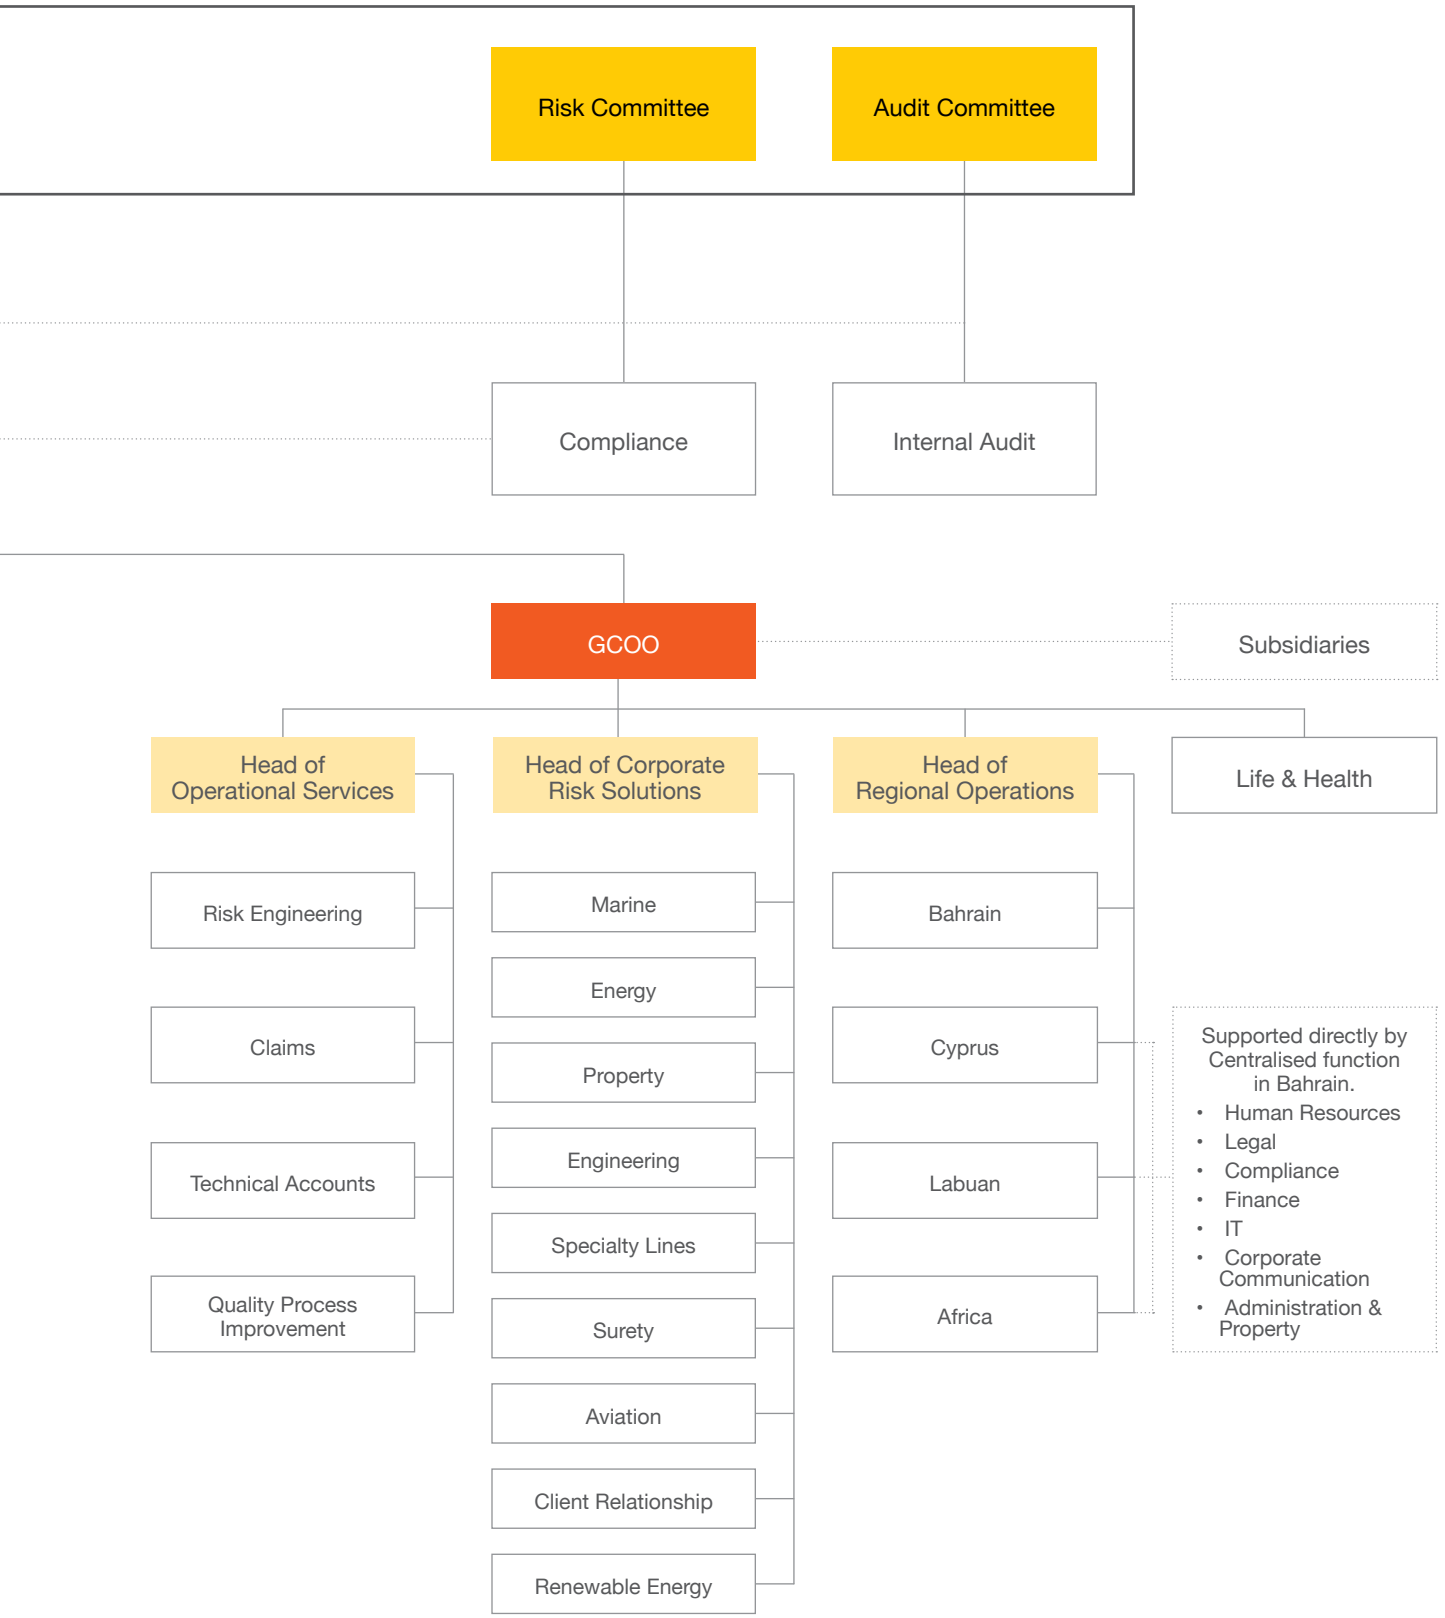 Risk Committee
Audit Committee
Compliance
Internal Audit
GCOO
Subsidiaries
Head of
Operational Services
Head of Corporate
Risk Solutions
Head of
Regional Operations
Life & Health
Risk Engineering
Claims
Technical Accounts
Quality Process
Improvement
Marine
Energy
Property
Engineering
Specialty Lines
Surety
Aviation
Client Relationship
Renewable Energy
Bahrain
Cyprus
Labuan
Africa
Supported directly by
Centralised function
in Bahrain.
• Human Resources
• Legal
• Compliance
• Finance
• IT
• Corporate
Communication
• Administration &
Property